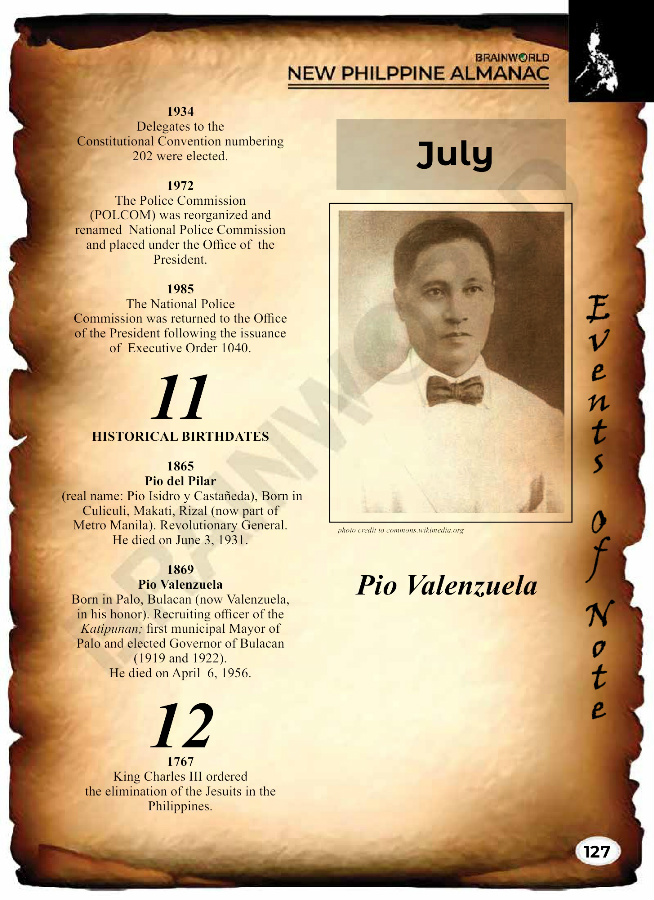 BRAINWORLD
NEW PHILPPINE ALMANAC
1934
Delegates to the
Constitutional Convention numbering
202 were elected.
1972
The Police Commission
(POLCOM) was reorganized and
renamed National Police Commission
and placed under the Office of the
President.
1985
The National Police
Commission was returned to the Office
of the President following the issuance
of Executive Order 1040.
11
HISTORICAL BIRTHDATES
1865
Pio del Pilar
(real name: Pio Isidro y Castañeda), Born in
Culiculi, Makati, Rizal (now part of
Metro Manila). Revolutionary General.
He died on June 3, 1931.
1869
Pio Valenzuela
Born in Palo, Bulacan (now Valenzuela,
in his honor). Recruiting officer of the
Katipunan; first municipal Mayor of
Palo and elected Governor of Bulacan
(1919 and 1922).
He died on April 6, 1956.
12
1767
King Charles III ordered
the elimination of the Jesuits in the
Philippines.
July
photo credit to commons.wikimedia.org
Pio Valenzuela
Events of Note
127
BRAINWORLD